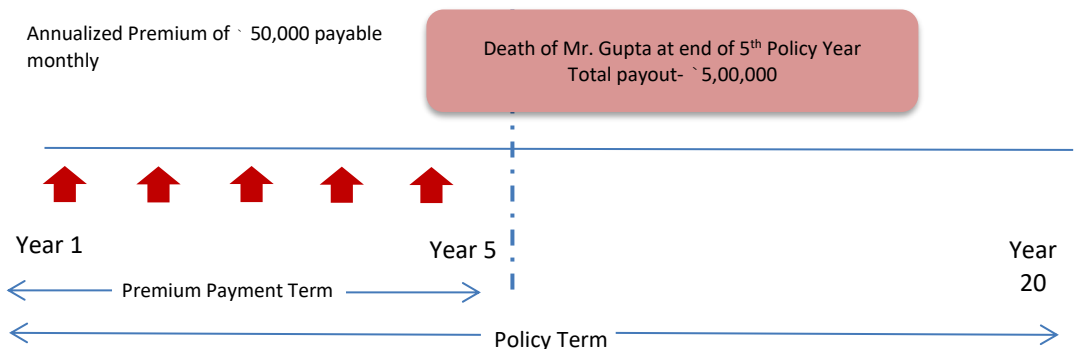 Annualized Premium of ` 50,000 payable
monthly
Death of Mr. Gupta at end of 5th Policy Year
Total payout- ` 5,00,000
Year 1
Year 5
Year
20
Premium Payment Term
Policy Term